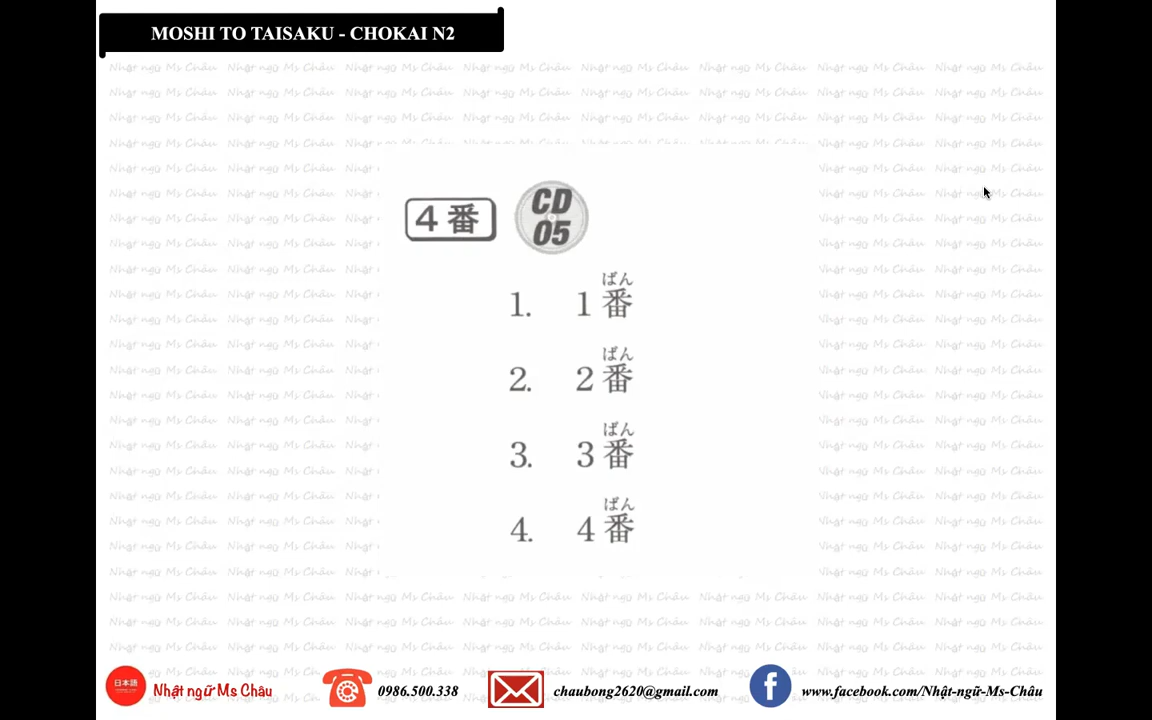 MOSHI TO TAISAKU - CHOKAI N2
4番
CD
05
1. 1番
ばん
2. 2番
ばん
3. 3番
ばん
4. 4番
ばん
日本語
Nhật ngữ Ms Châu
0986.500.338
chaubong2620@gmail.com
www.facebook.com/Nhật-ngữ-Ms-Châu